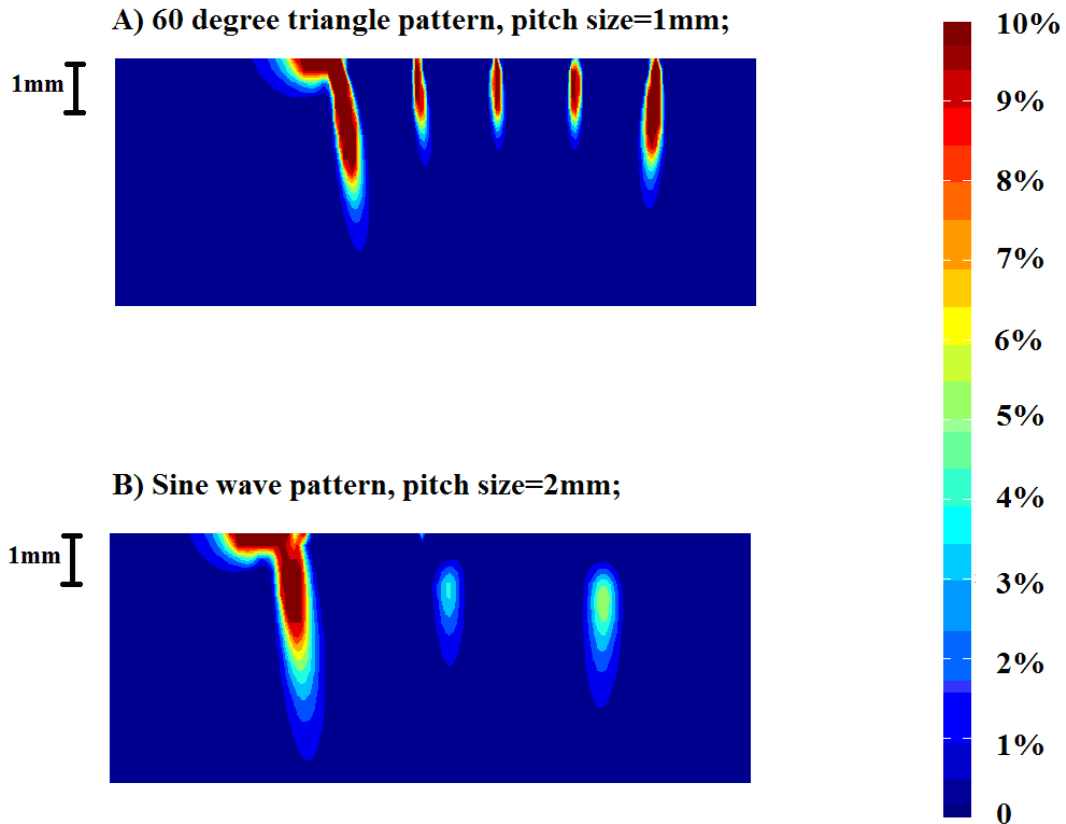 A) 60 degree triangle pattern, pitch size=1mm;
1mm
B) Sine wave pattern, pitch size=2mm;
1mm
10%
9%
8%
7%
6%
5%
4%
3%
2%
1%
0